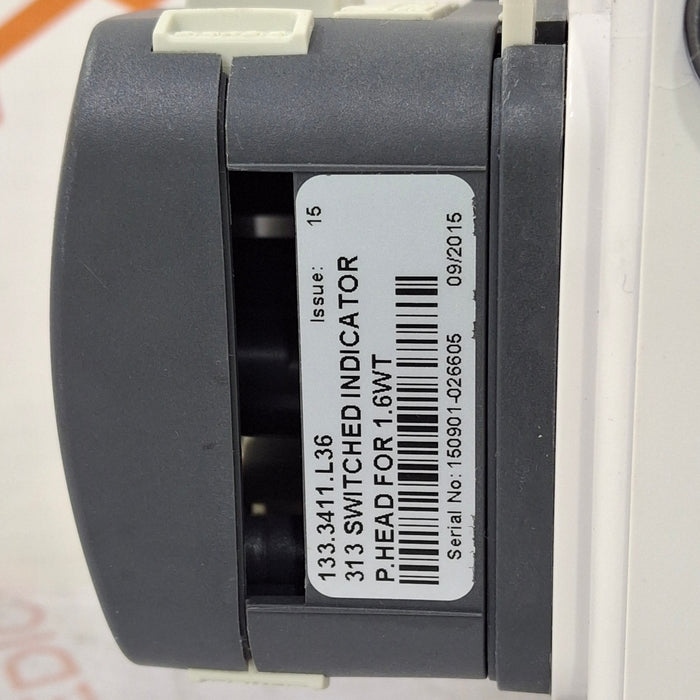 133.3411.L36 Issue: 15
313 SWITCHED INDICATOR
P.HEAD FOR 1.6WT
Serial No: 150901-026605 09/2015